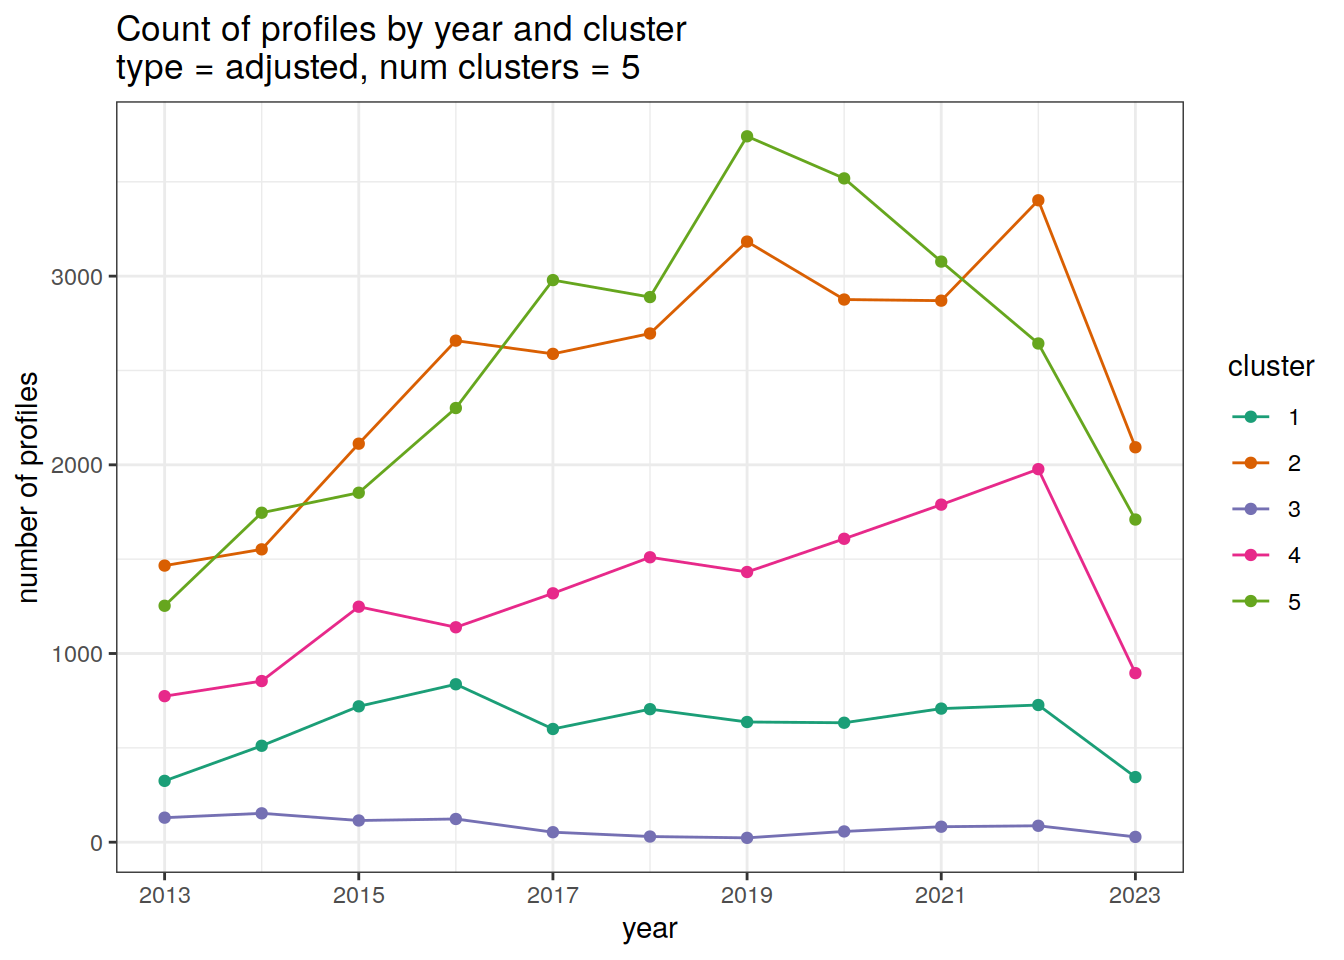 Count of profiles by year and cluster
type = adjusted, num clusters = 5
number of profiles
3000
2000
1000
0
2013 2015 2017 2019 2021 2023
year
cluster
1
2
3
4
5